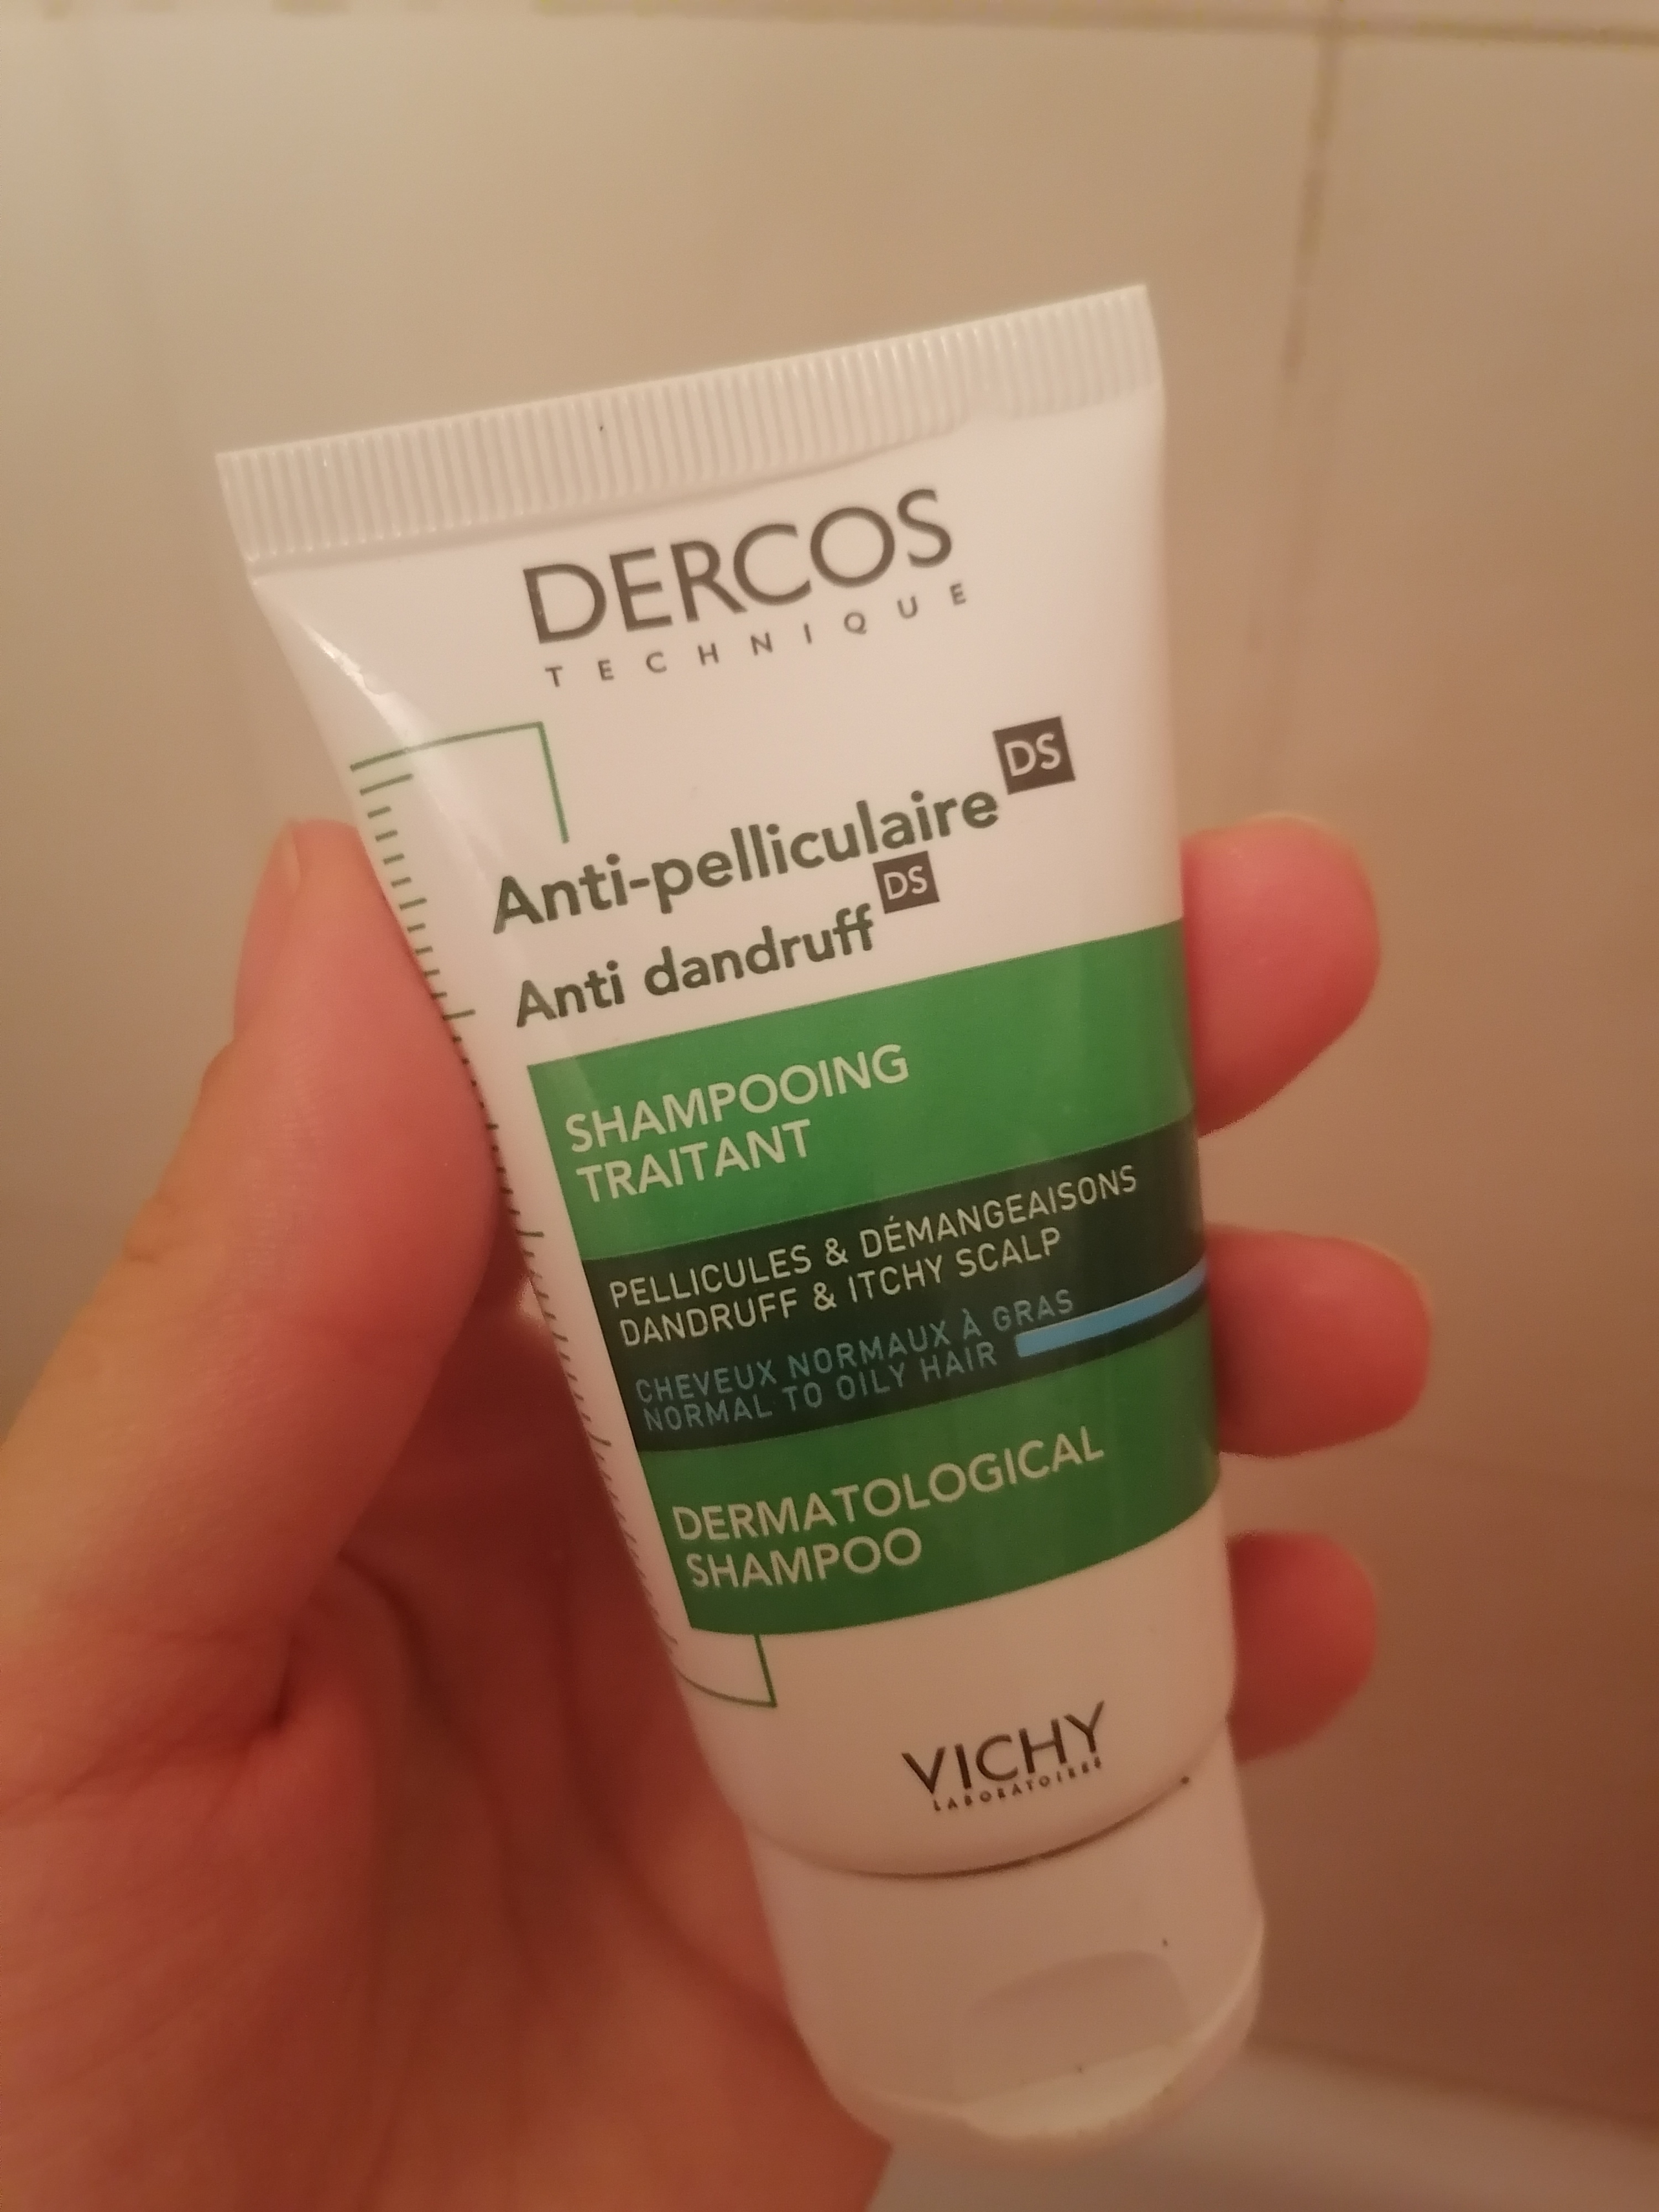 DERCOS
TECHNIQUE
Anti-pelliculaire DS
Anti dandruff DS
SHAMPOOING
TRAITANT
PELLICULES & DÉMANGEAISONS
DANDRUFF & ITCHY SCALP
CHEVEUX NORMAUX À GRAS
NORMAL TO OILY HAIR
DERMATOLOGICAL
SHAMPOO
VICHY
LABORATOIRES